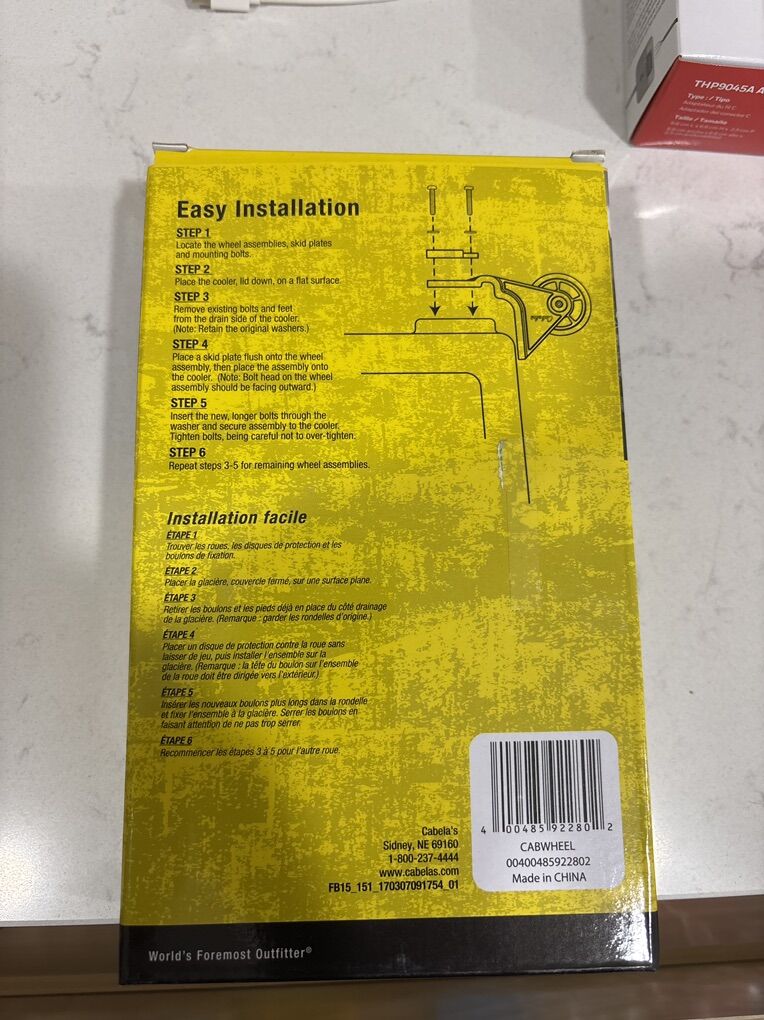 THP9045A A
Type: / Tipo
Adaptateur du N C
Adaptador del conector C
Taille / Tamaño
Easy Installation
STEP 1
Locate the wheel assemblies, skid plates
and mounting bolts.
STEP 2
Place the cooler, lid down, on a flat surface.
STEP 3
Remove existing bolts and feet
from the drain side of the cooler.
(Note: Retain the original washers.)
STEP 4
Place a skid plate flush onto the wheel
assembly, then place the assembly onto
the cooler. (Note: Bolt head on the wheel
assembly should be facing outward.)
STEP 5
Insert the new, longer bolts through the
washer and secure assembly to the cooler.
Tighten bolts, being careful not to over-tighten.
STEP 6
Repeat steps 3-5 for remaining wheel assemblies.
Installation facile
ÉTAPE 1
Trouver les roues, les disques de protection et les
boulons de fixation.
ÉTAPE 2
Placer la glacière, couvercle fermé, sur une surface plane.
ÉTAPE 3
Retirer les boulons et les pieds déjà en place du côté drainage
de la glacière. (Remarque : garder les rondelles d'origine.)
ÉTAPE 4
Placer un disque de protection contre la roue sans
laisser de jeu, puis installer l'ensemble sur la
glacière. (Remarque : la tête du boulon sur l'ensemble
de la roue doit être dirigée vers l'extérieur.)
ÉTAPE 5
Insérer les nouveaux boulons plus longs dans la rondelle
et fixer l'ensemble à la glacière. Serrer les boulons en
faisant attention de ne pas trop serrer.
ÉTAPE 6
Recommencer les étapes 3 à 5 pour l'autre roue.
Cabela's
Sidney, NE 69160
1-800-237-4444
www.cabelas.com
FB15_151_170307091754_01
4 00485 92280 2
CABWHEEL
00400485922802
Made in CHINA
World's Foremost Outfitter®